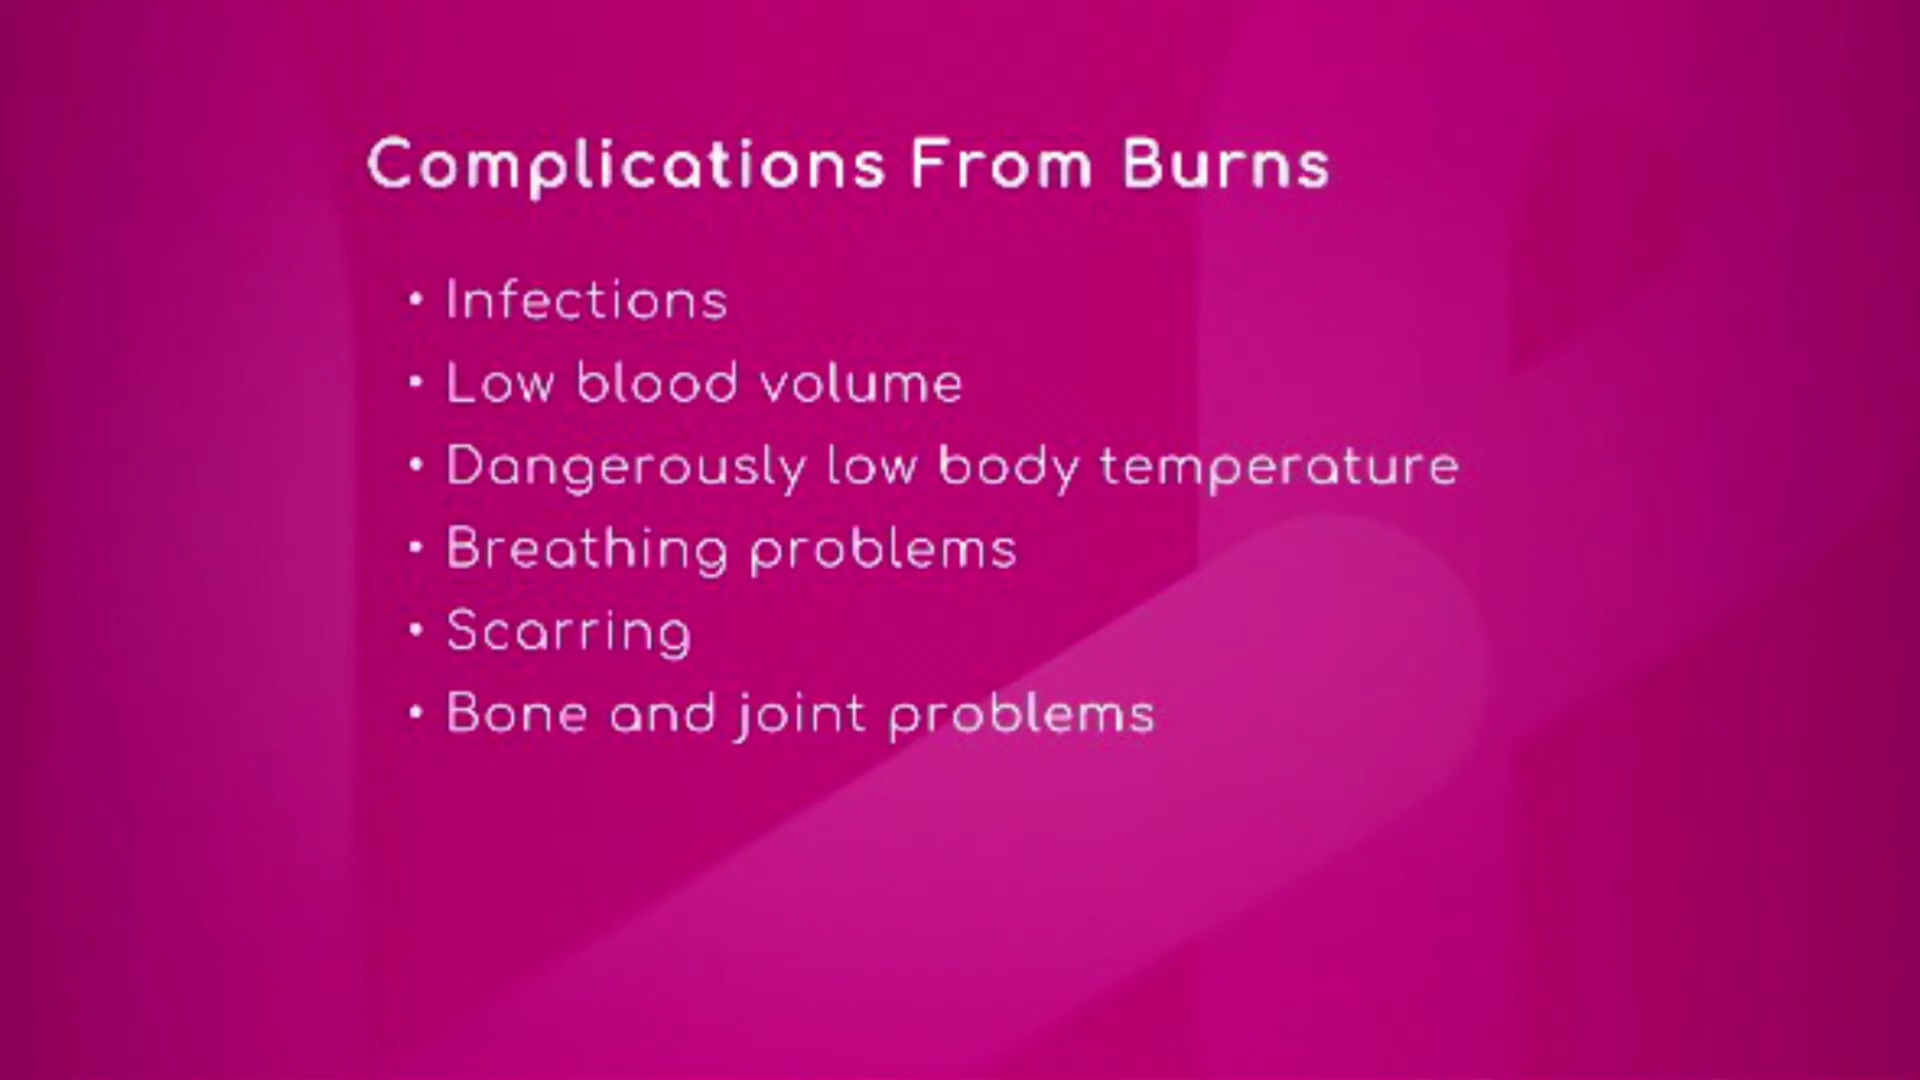 Complications From Burns
• Infections
• Low blood volume
• Dangerously low body temperature
• Breathing problems
• Scarring
• Bone and joint problems